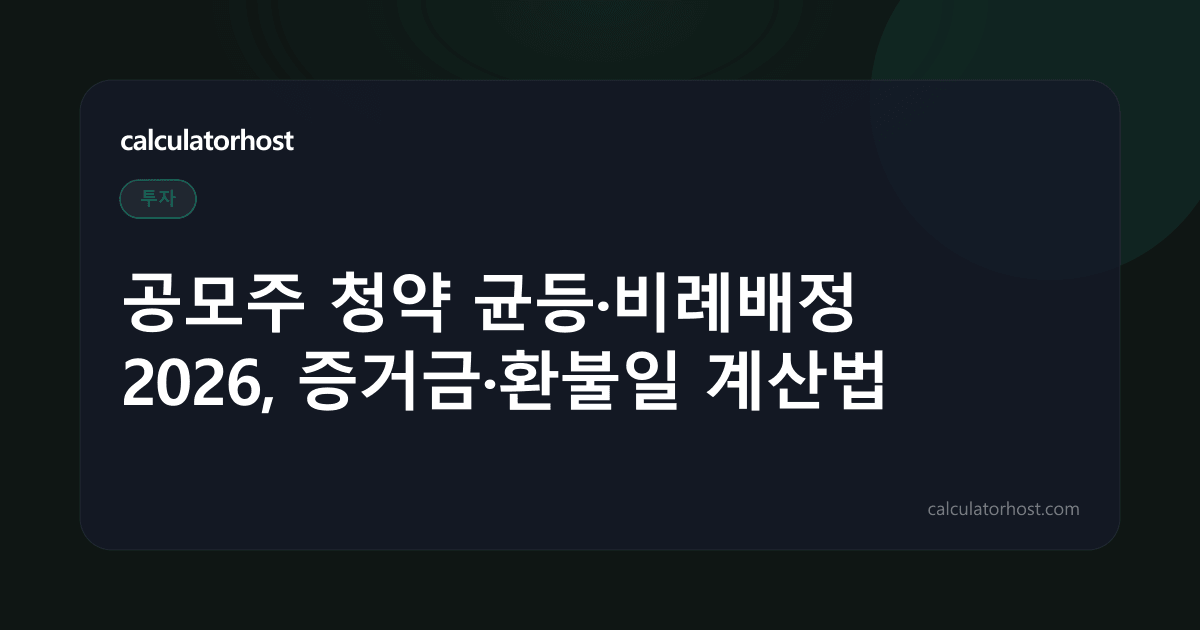 calculatorhost
투자
공모주 청약 균등·비례배정
2026, 증거금·환불일 계산법
calculatorhost.com